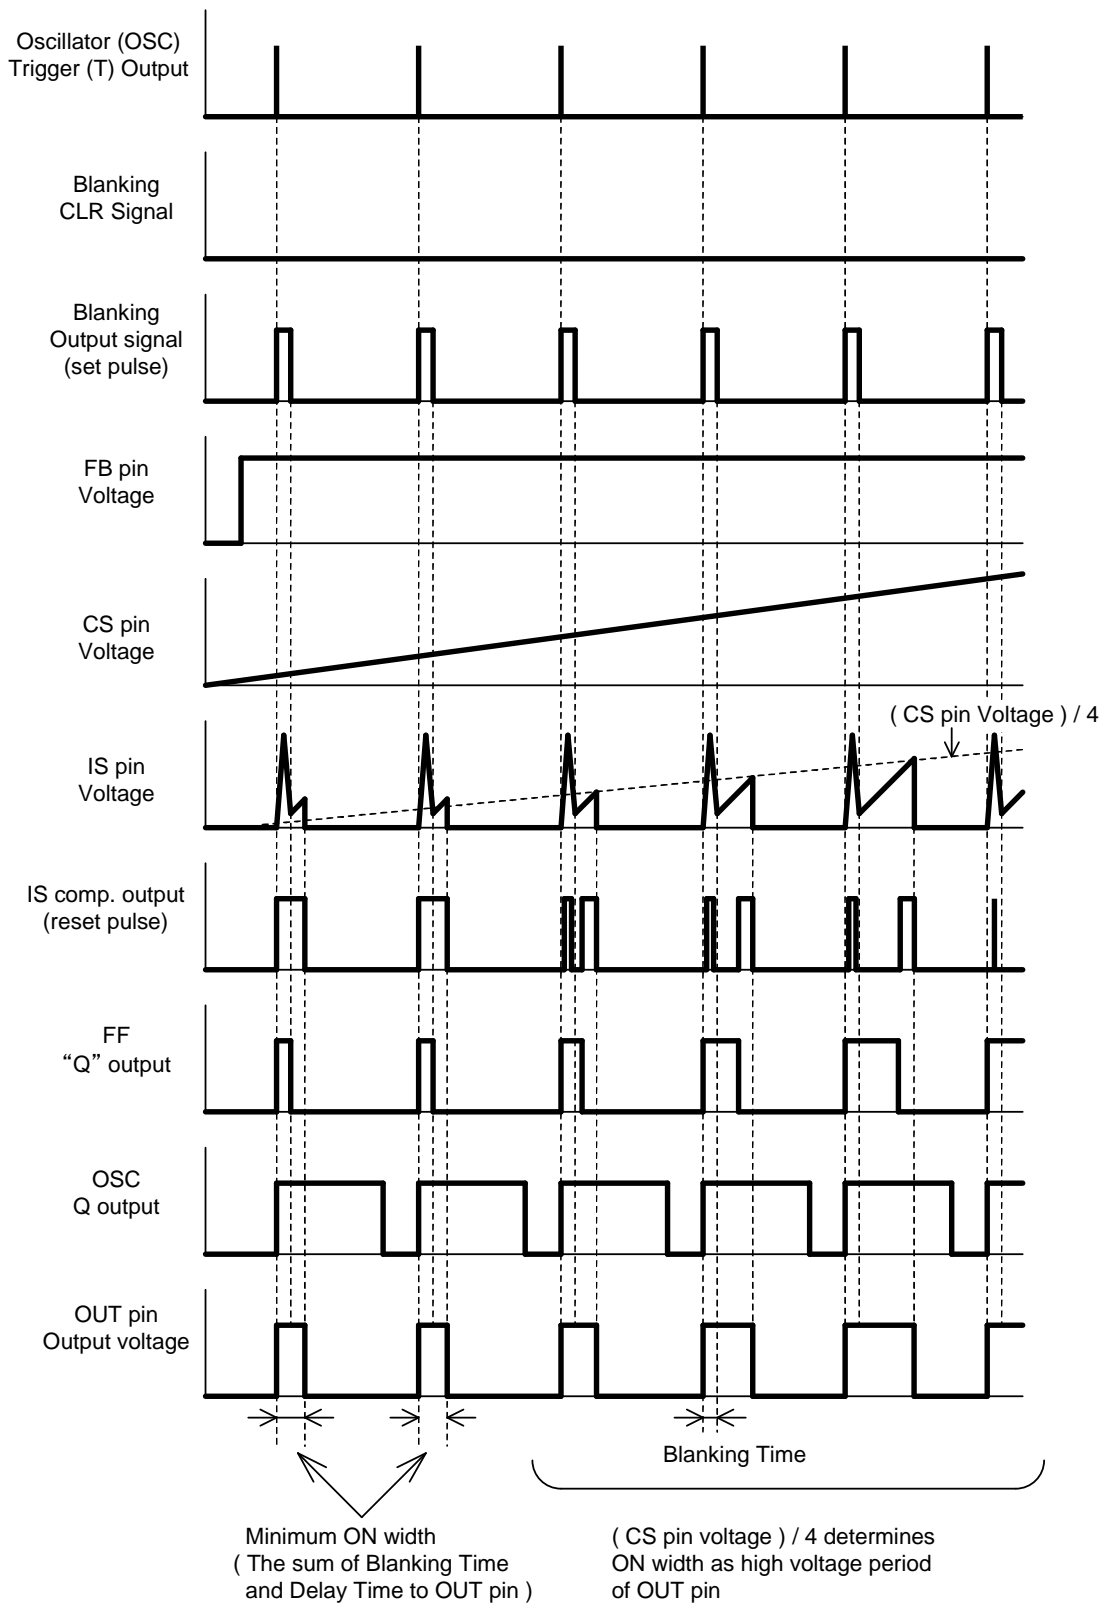 Oscillator (OSC)
Trigger (T) Output
Blanking
CLR Signal
Blanking
Output signal
(set pulse)
FB pin
Voltage
CS pin
Voltage
( CS pin Voltage ) / 4
IS pin
Voltage
IS comp. output
(reset pulse)
FF
“Q” output
OSC
Q output
OUT pin
Output voltage
Blanking Time
Minimum ON width
( The sum of Blanking Time
and Delay Time to OUT pin )
( CS pin voltage ) / 4 determines
ON width as high voltage period
of OUT pin